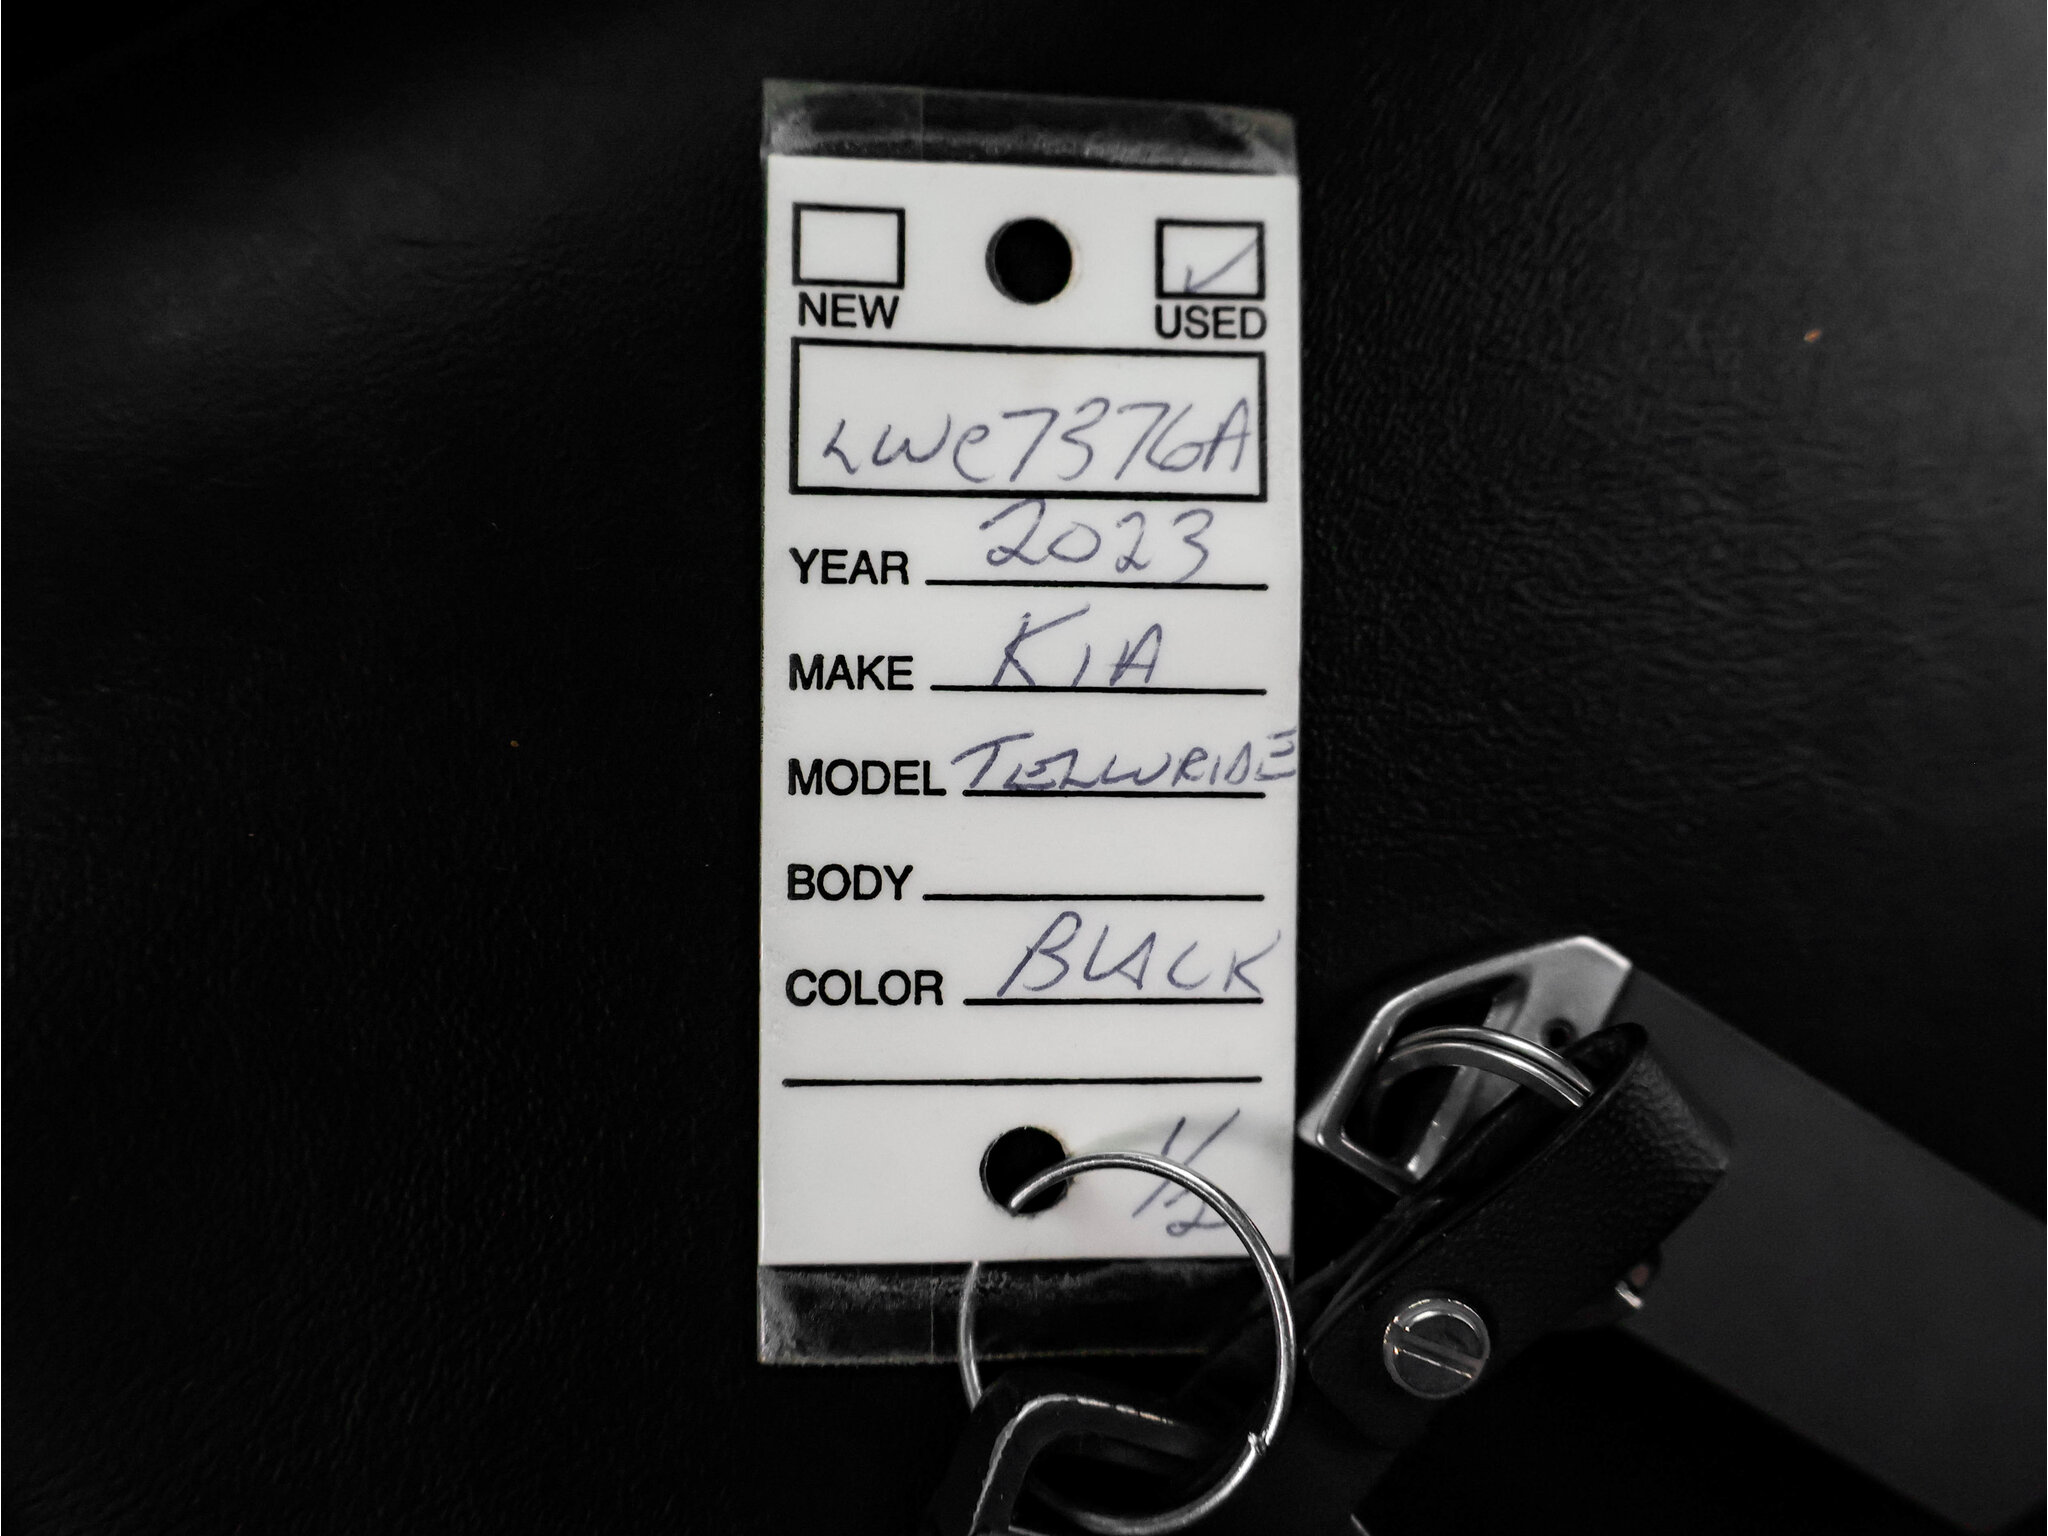 NEW USED
LWC7376A
YEAR 2023
MAKE KIA
MODEL TELLURIDE
BODY
COLOR BLACK
1/2